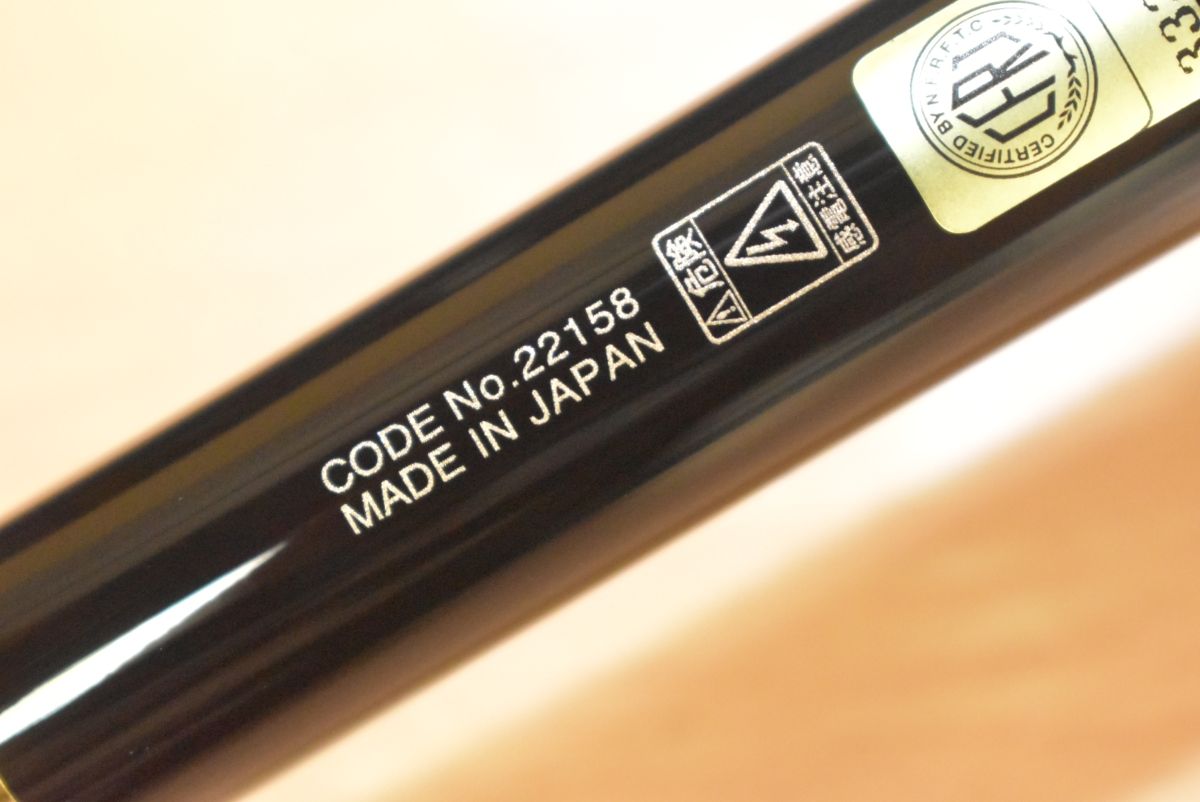 CODE No.22158
MADE IN JAPAN
危険
感電注意
CERTIFIED BY N.F.R.F.T.C